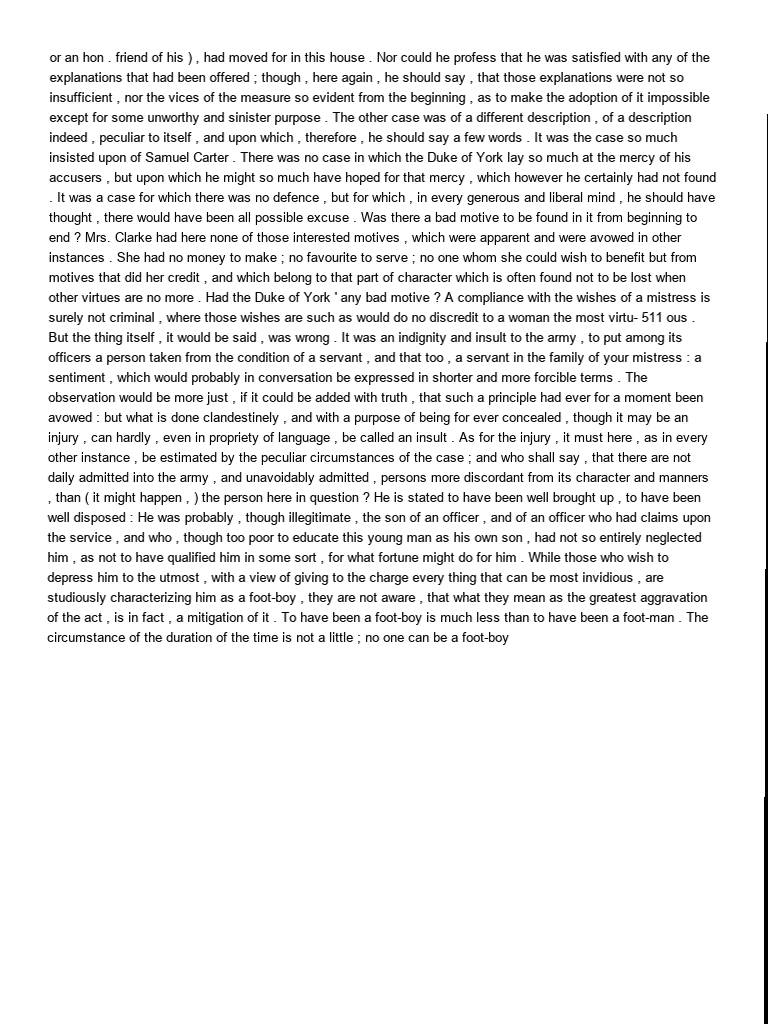 or an hon . friend of his ) , had moved for in this house . Nor could he profess that he was satisfied with any of the
explanations that had been offered ; though , here again , he should say , that those explanations were not so
insufficient , nor the vices of the measure so evident from the beginning , as to make the adoption of it impossible
except for some unworthy and sinister purpose . The other case was of a different description , of a description
indeed , peculiar to itself , and upon which , therefore , he should say a few words . It was the case so much
insisted upon of Samuel Carter . There was no case in which the Duke of York lay so much at the mercy of his
accusers , but upon which he might so much have hoped for that mercy , which however he certainly had not found
. It was a case for which there was no defence , but for which , in every generous and liberal mind , he should have
thought , there would have been all possible excuse . Was there a bad motive to be found in it from beginning to
end ? Mrs. Clarke had here none of those interested motives , which were apparent and were avowed in other
instances . She had no money to make ; no favourite to serve ; no one whom she could wish to benefit but from
motives that did her credit , and which belong to that part of character which is often found not to be lost when
other virtues are no more . Had the Duke of York ' any bad motive ? A compliance with the wishes of a mistress is
surely not criminal , where those wishes are such as would do no discredit to a woman the most virtu- 511 ous .
But the thing itself , it would be said , was wrong . It was an indignity and insult to the army , to put among its
officers a person taken from the condition of a servant , and that too , a servant in the family of your mistress : a
sentiment , which would probably in conversation be expressed in shorter and more forcible terms . The
observation would be more just , if it could be added with truth , that such a principle had ever for a moment been
avowed : but what is done clandestinely , and with a purpose of being for ever concealed , though it may be an
injury , can hardly , even in propriety of language , be called an insult . As for the injury , it must here , as in every
other instance , be estimated by the peculiar circumstances of the case ; and who shall say , that there are not
daily admitted into the army , and unavoidably admitted , persons more discordant from its character and manners
, than ( it might happen , ) the person here in question ? He is stated to have been well brought up , to have been
well disposed : He was probably , though illegitimate , the son of an officer , and of an officer who had claims upon
the service , and who , though too poor to educate this young man as his own son , had not so entirely neglected
him , as not to have qualified him in some sort , for what fortune might do for him . While those who wish to
depress him to the utmost , with a view of giving to the charge every thing that can be most invidious , are
studiously characterizing him as a foot-boy , they are not aware , that what they mean as the greatest aggravation
of the act , is in fact , a mitigation of it . To have been a foot-boy is much less than to have been a foot-man . The
circumstance of the duration of the time is not a little ; no one can be a foot-boy